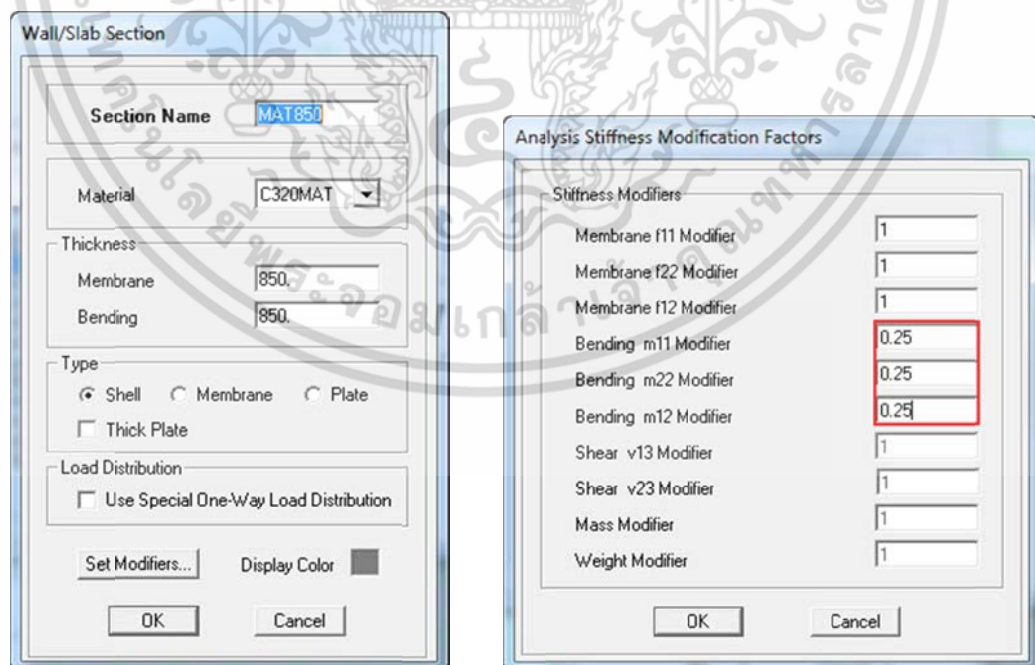 Wall/Slab Section
Section Name MAT850
Material C320MAT
Thickness
Membrane 850.
Bending 850.
Type
Shell Membrane Plate
Thick Plate
Load Distribution
Use Special One-Way Load Distribution
Set Modifiers... Display Color
OK Cancel
Analysis Stiffness Modification Factors
Stiffness Modifiers
Membrane f11 Modifier 1
Membrane f22 Modifier 1
Membrane f12 Modifier 1
Bending m11 Modifier 0.25
Bending m22 Modifier 0.25
Bending m12 Modifier 0.25
Shear v13 Modifier 1
Shear v23 Modifier 1
Mass Modifier 1
Weight Modifier 1
OK Cancel